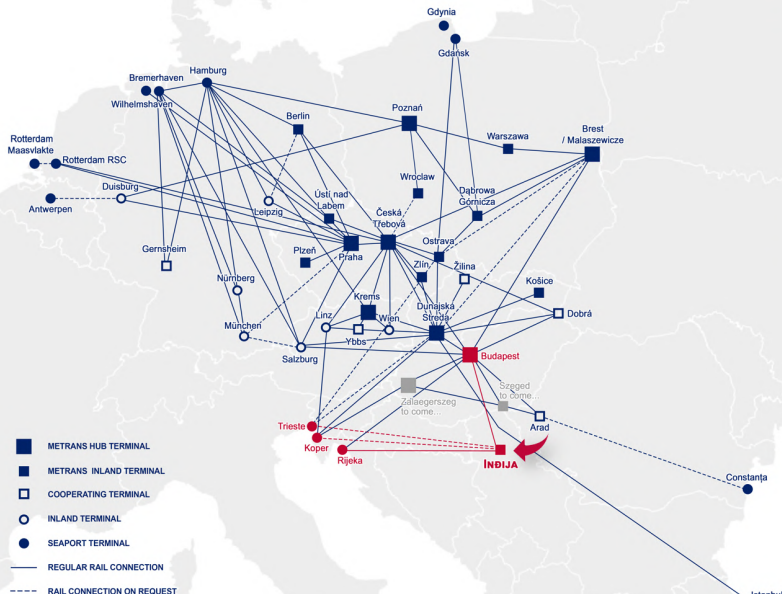 Gdynia
Gdańsk
Hamburg
Bremerhaven
Wilhelmshaven
Berlin
Poznań
Warszawa
Brest
/ Malaszewicze
Rotterdam
Maasvlakte
Rotterdam RSC
Duisburg
Antwerpen
Leipzig
Ústí nad
Labem
Wroclaw
Dąbrowa
Górnicza
Česká
Třebová
Gernsheim
Plzeň
Praha
Ostrava
Zlín
Žilina
Košice
Nürnberg
Krems
Dunajská
Streda
Linz
Wien
Dobrá
München
Ybbs
Salzburg
Budapest
Zalaegerszeg
to come...
Szeged
to come...
Arad
Trieste
Koper
Rijeka
INĐIJA
Constanța
METRANS HUB TERMINAL
METRANS INLAND TERMINAL
COOPERATING TERMINAL
INLAND TERMINAL
SEAPORT TERMINAL
REGULAR RAIL CONNECTION
RAIL CONNECTION ON REQUEST